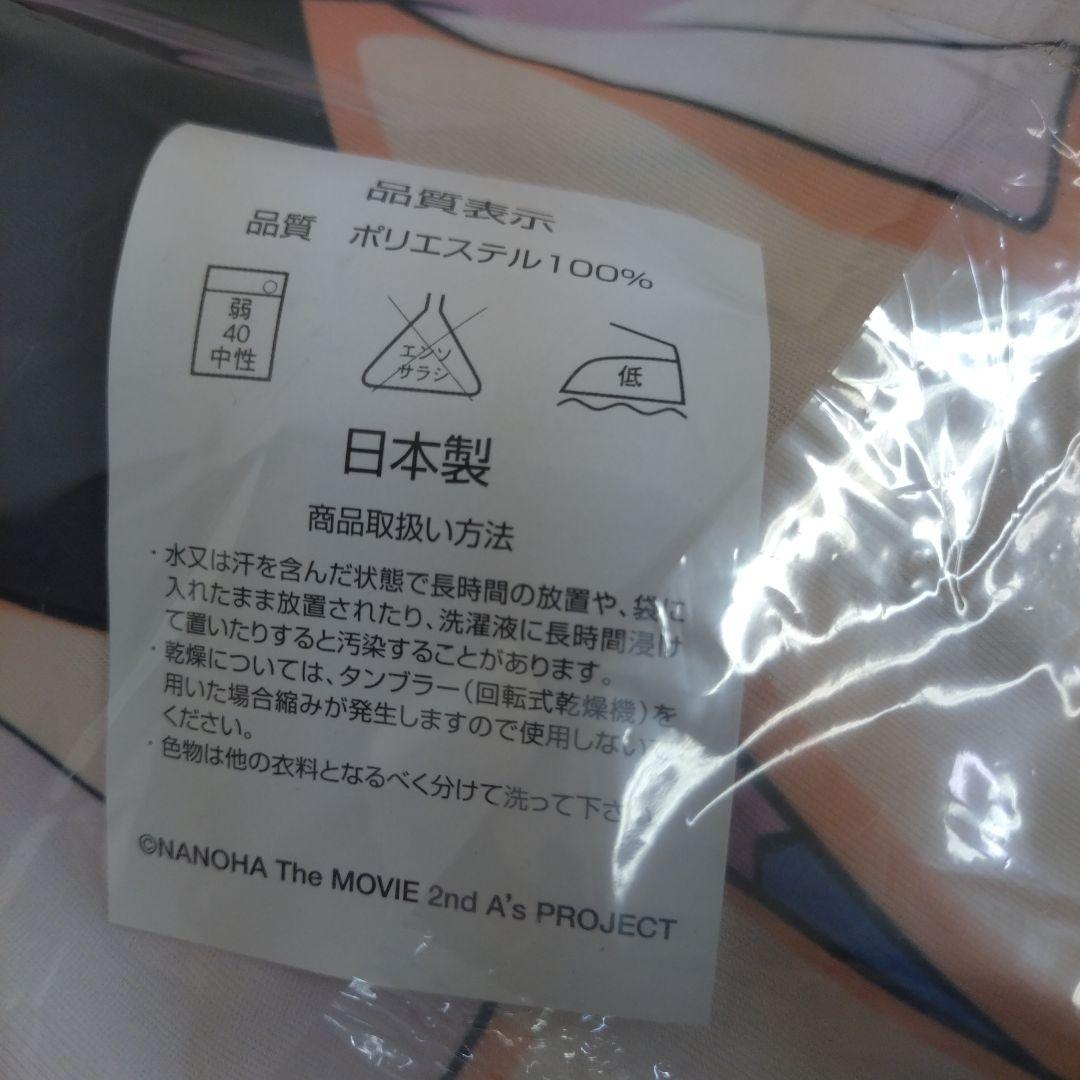 品質表示
品質 ポリエステル100%
弱
40
中性
エンソ
サラシ
低
日本製
商品取扱い方法
・水又は汗を含んだ状態で長時間の放置や、袋に
入れたまま放置されたり、洗濯液に長時間浸け
て置いたりすると汚染することがあります。
・乾燥については、タンブラー(回転式乾燥機)を
用いた場合縮みが発生しますので使用しない
ください。
・色物は他の衣料となるべく分けて洗って下さ
©NANOHA The MOVIE 2nd A's PROJECT